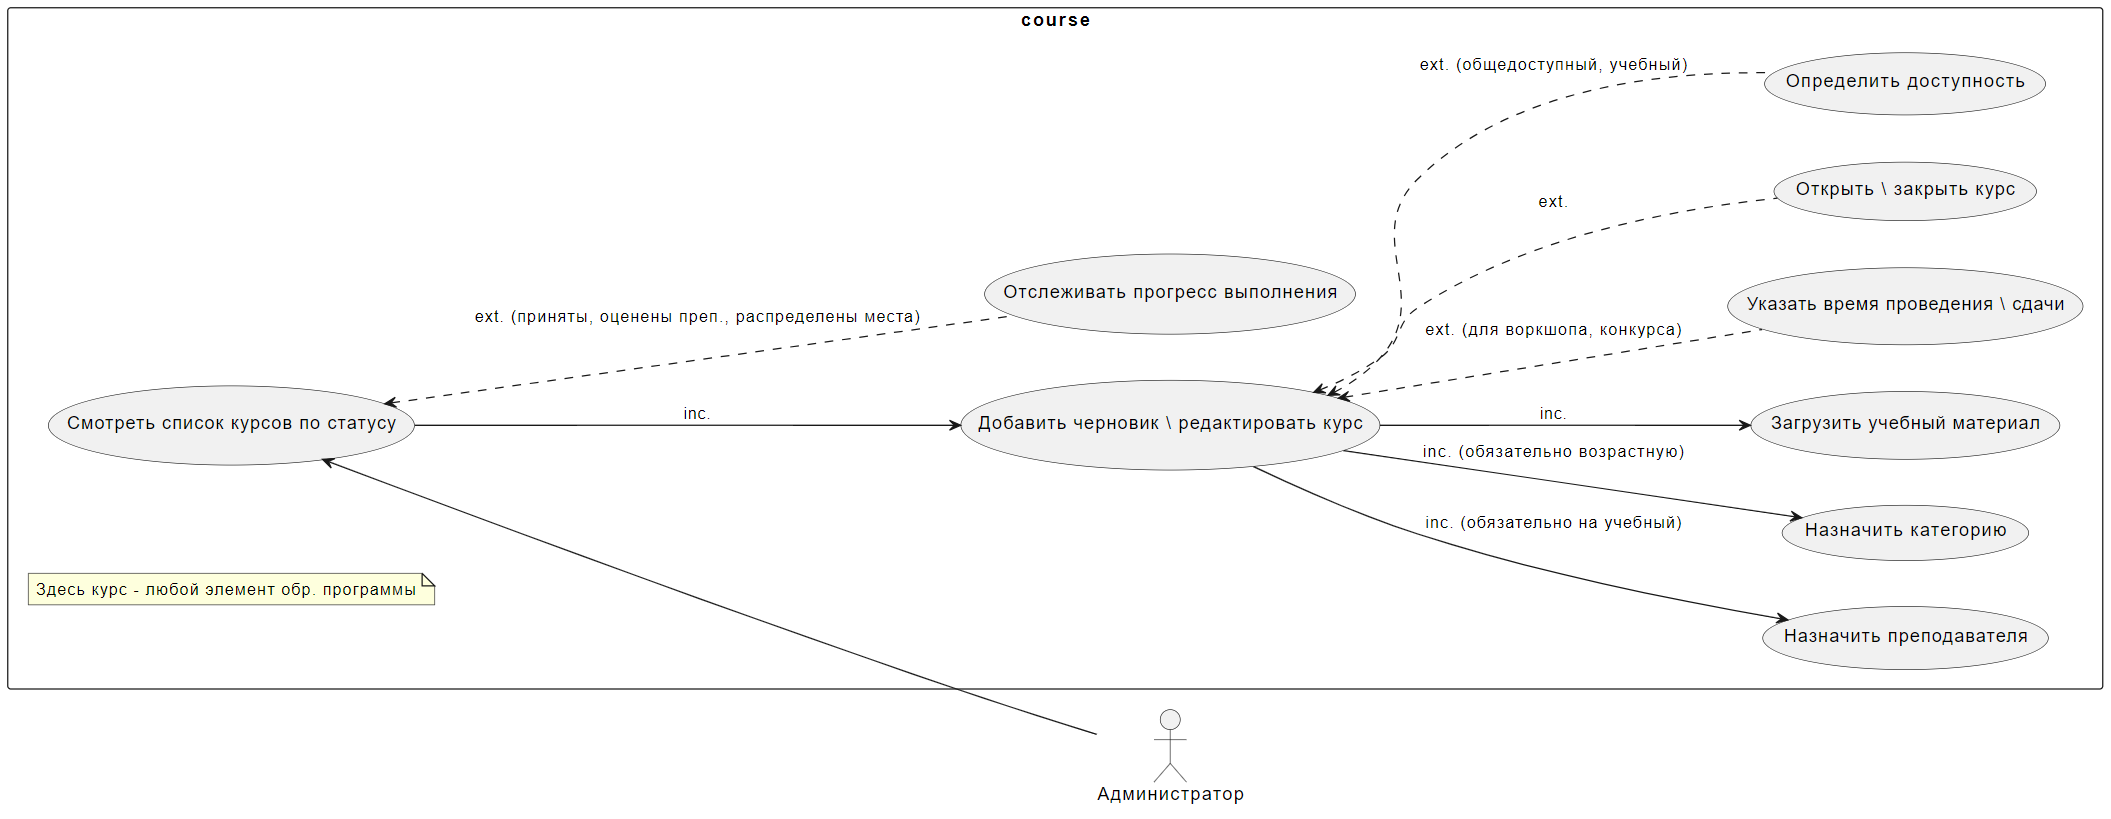 course
ext. (общедоступный, учебный)
Определить доступность
ext.
Открыть \ закрыть курс
Отслеживать прогресс выполнения
Указать время проведения \ сдачи
ext. (приняты, оценены преп., распределены места)
ext. (для воркшопа, конкурса)
Смотреть список курсов по статусу
inc.
Добавить черновик \ редактировать курс
inc.
Загрузить учебный материал
inc. (обязательно возрастную)
Назначить категорию
inc. (обязательно на учебный)
Здесь курс - любой элемент обр. программы
Назначить преподавателя
Администратор